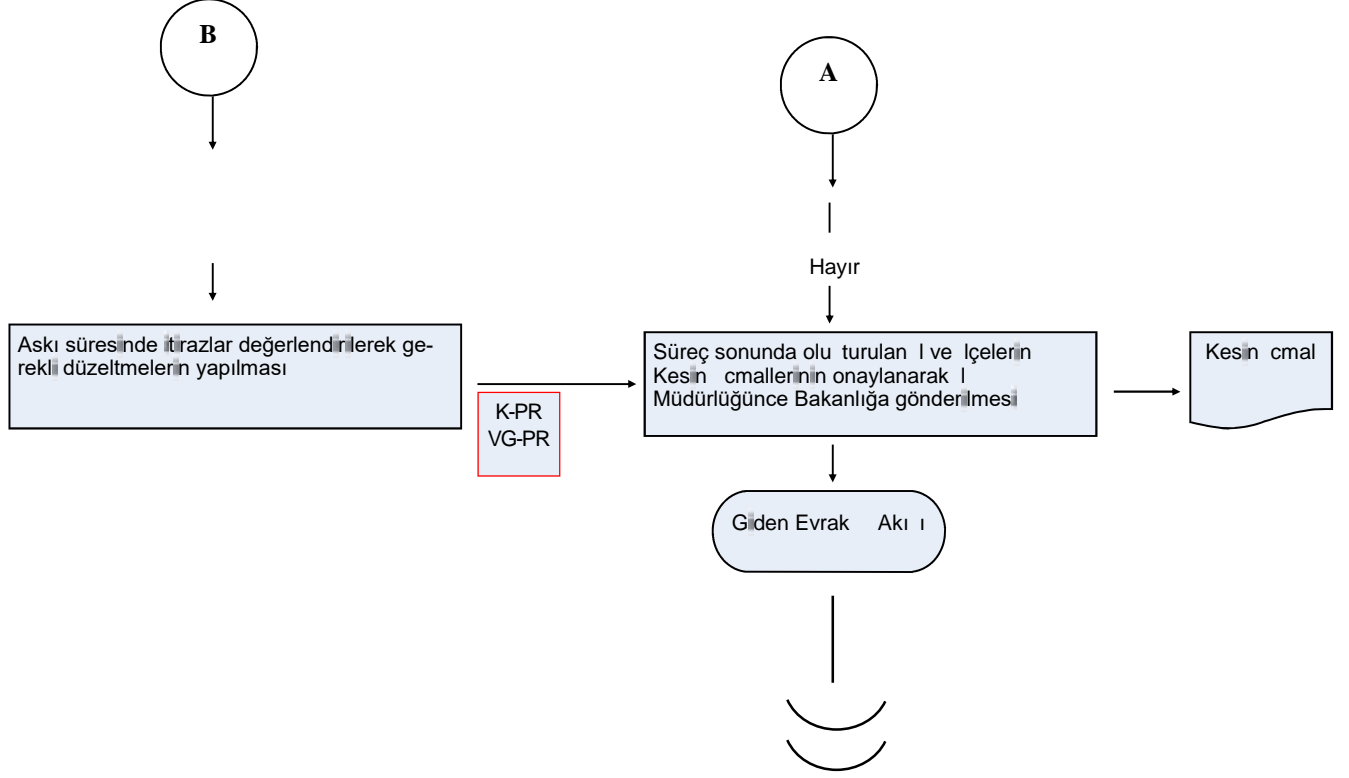 B
A
Hayır
Askı süresinde itirazlar değerlendirilerek ge-
rekli düzeltmelerin yapılması
K-PR
VG-PR
Süreç sonunda olu turulan l ve lçelerin
Kesin cmallerinin onaylanarak l
Müdürlüğünce Bakanlığa gönderilmesi
Kesin cmal
Giden Evrak Akı ı